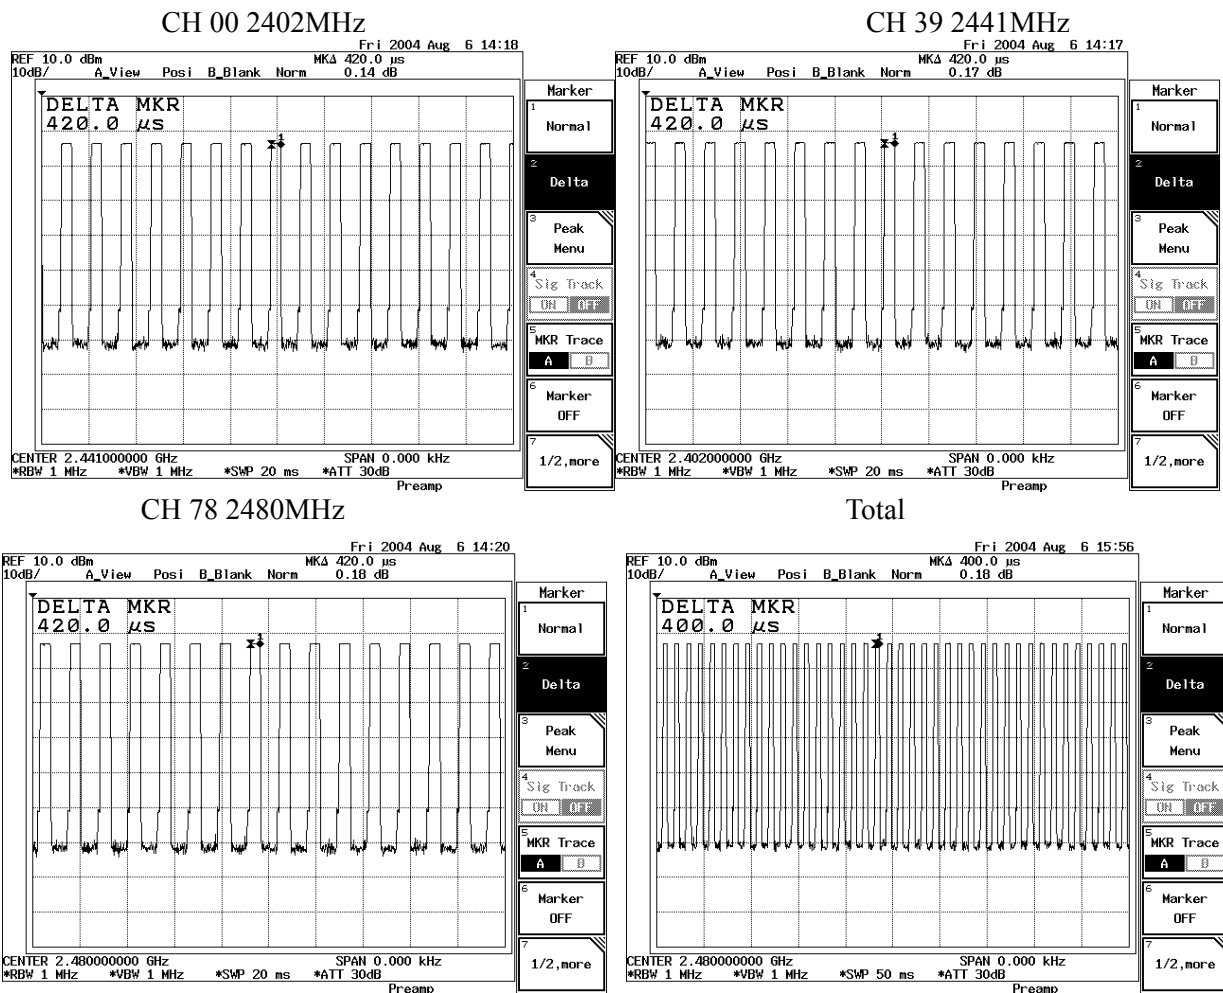 CH 00 2402MHz
CH 39 2441MHz
Fri 2004 Aug 6 14:18
REF 10.0 dBm MKΔ 420.0 µs
10dB/ A_View Posi B_Blank Norm 0.14 dB
DELTA MKR
420.0 µs
1
Marker
1
Normal
2
Delta
3
Peak
Menu
4
Sig Track
ON OFF
5
MKR Trace
A B
6
Marker
OFF
7
1/2,more
CENTER 2.441000000 GHz SPAN 0.000 kHz
*RBW 1 MHz *VBW 1 MHz *SWP 20 ms *ATT 30dB
Preamp
Fri 2004 Aug 6 14:17
REF 10.0 dBm MKΔ 420.0 µs
10dB/ A_View Posi B_Blank Norm 0.17 dB
DELTA MKR
420.0 µs
1
Marker
1
Normal
2
Delta
3
Peak
Menu
4
Sig Track
ON OFF
5
MKR Trace
A B
6
Marker
OFF
7
1/2,more
CENTER 2.402000000 GHz SPAN 0.000 kHz
*RBW 1 MHz *VBW 1 MHz *SWP 20 ms *ATT 30dB
Preamp
CH 78 2480MHz
Total
Fri 2004 Aug 6 14:20
REF 10.0 dBm MKΔ 420.0 µs
10dB/ A_View Posi B_Blank Norm 0.18 dB
DELTA MKR
420.0 µs
1
Marker
1
Normal
2
Delta
3
Peak
Menu
4
Sig Track
ON OFF
5
MKR Trace
A B
6
Marker
OFF
7
1/2,more
CENTER 2.480000000 GHz SPAN 0.000 kHz
*RBW 1 MHz *VBW 1 MHz *SWP 20 ms *ATT 30dB
Preamp
Fri 2004 Aug 6 15:56
REF 10.0 dBm MKΔ 400.0 µs
10dB/ A_View Posi B_Blank Norm 0.18 dB
DELTA MKR
400.0 µs
1
Marker
1
Normal
2
Delta
3
Peak
Menu
4
Sig Track
ON OFF
5
MKR Trace
A B
6
Marker
OFF
7
1/2,more
CENTER 2.480000000 GHz SPAN 0.000 kHz
*RBW 1 MHz *VBW 1 MHz *SWP 50 ms *ATT 30dB
Preamp